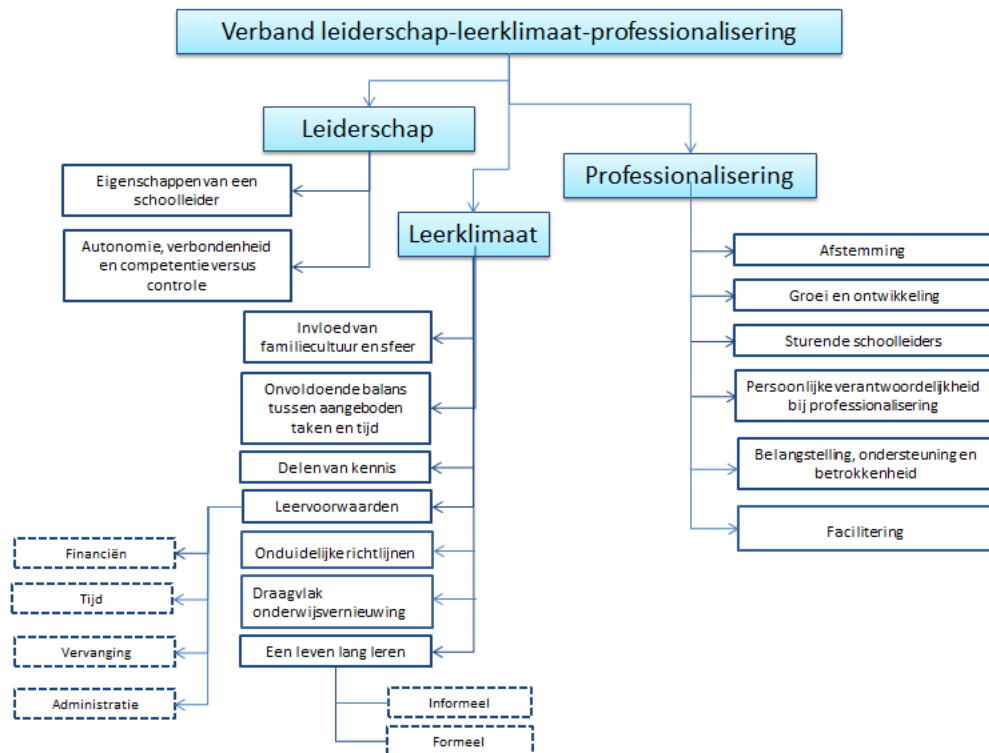 Verband leiderschap-leerklimaat-professionalisering
Leiderschap
Eigenschappen van een
schoolleider
Autonomie, verbondenheid
en competentie versus
controle
Leerklimaat
Invloed van
familiecultuur en sfeer
Onvoldoende balans
tussen aangeboden
taken en tijd
Delen van kennis
Leervoorwaarden
Financiën
Tijd
Vervanging
Administratie
Onduidelijke richtlijnen
Draagvlak
onderwijsvernieuwing
Een leven lang leren
Informeel
Formeel
Professionalisering
Afstemming
Groei en ontwikkeling
Sturende schoolleiders
Persoonlijke verantwoordelijkheid
bij professionalisering
Belangstelling, ondersteuning en
betrokkenheid
Facilitering